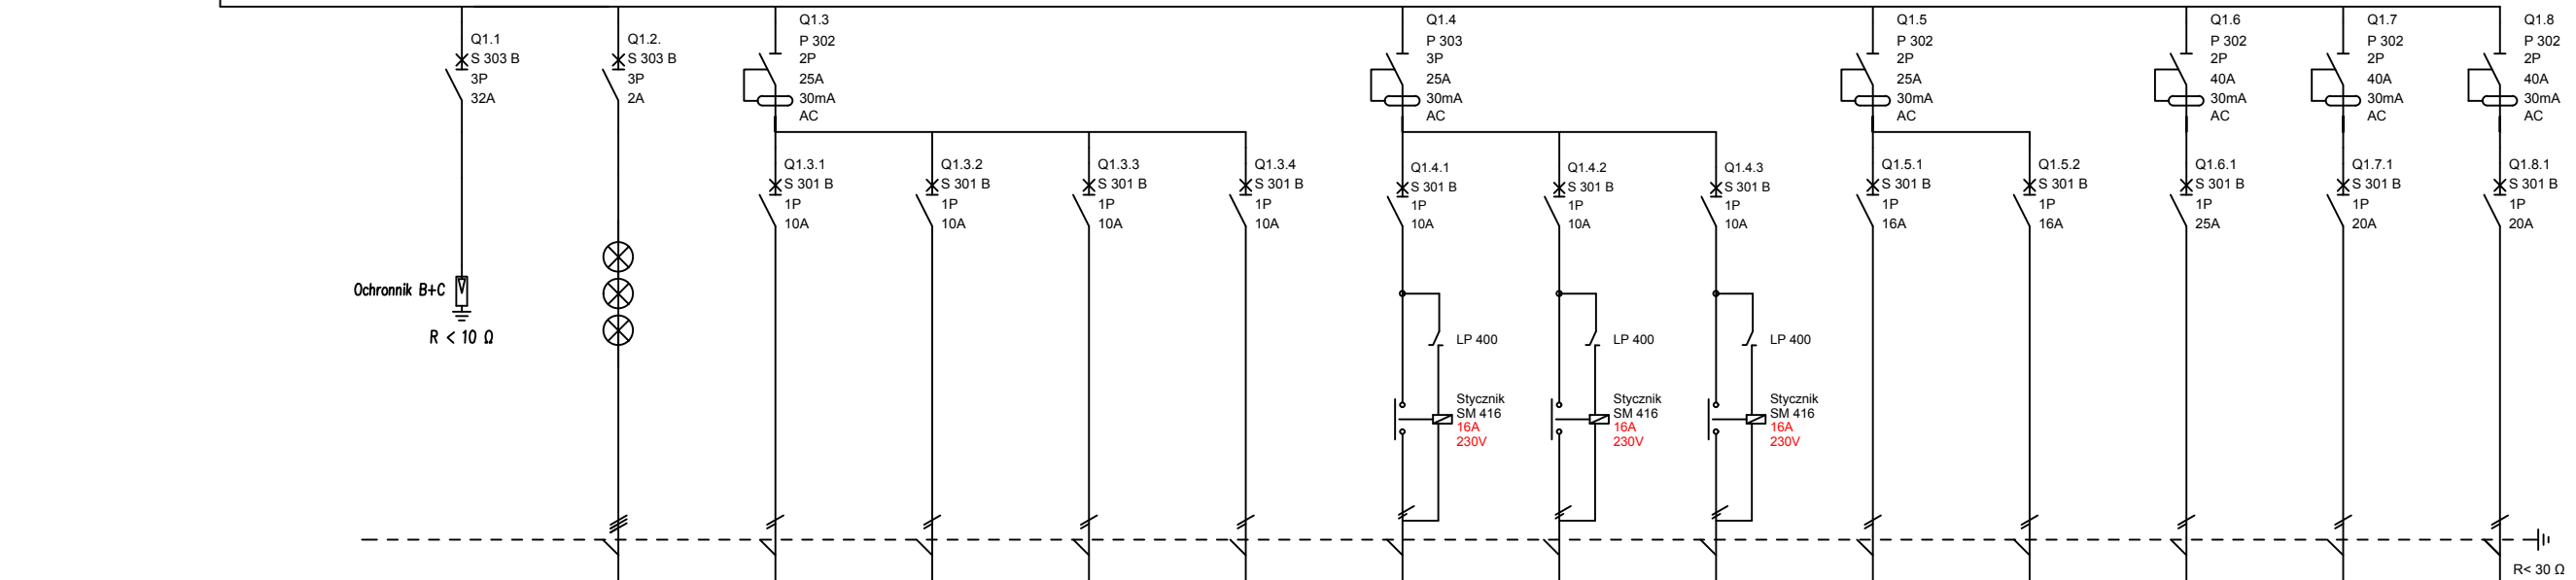 Q1.1
S 303 B
3P
32A
Ochronnik B+C
R < 10 Ω
Q1.2.
S 303 B
3P
2A
Q1.3
P 302
2P
25A
30mA
AC
Q1.3.1
S 301 B
1P
10A
Q1.3.2
S 301 B
1P
10A
Q1.3.3
S 301 B
1P
10A
Q1.3.4
S 301 B
1P
10A
Q1.4
P 303
3P
25A
30mA
AC
Q1.4.1
S 301 B
1P
10A
LP 400
Stycznik
SM 416
16A
230V
Q1.4.2
S 301 B
1P
10A
LP 400
Stycznik
SM 416
16A
230V
Q1.4.3
S 301 B
1P
10A
LP 400
Stycznik
SM 416
16A
230V
Q1.5
P 302
2P
25A
30mA
AC
Q1.5.1
S 301 B
1P
16A
Q1.5.2
S 301 B
1P
16A
Q1.6
P 302
2P
40A
30mA
AC
Q1.6.1
S 301 B
1P
25A
Q1.7
P 302
2P
40A
30mA
AC
Q1.7.1
S 301 B
1P
20A
Q1.8
P 302
2P
40A
30mA
AC
Q1.8.1
S 301 B
1P
20A
R< 30 Ω